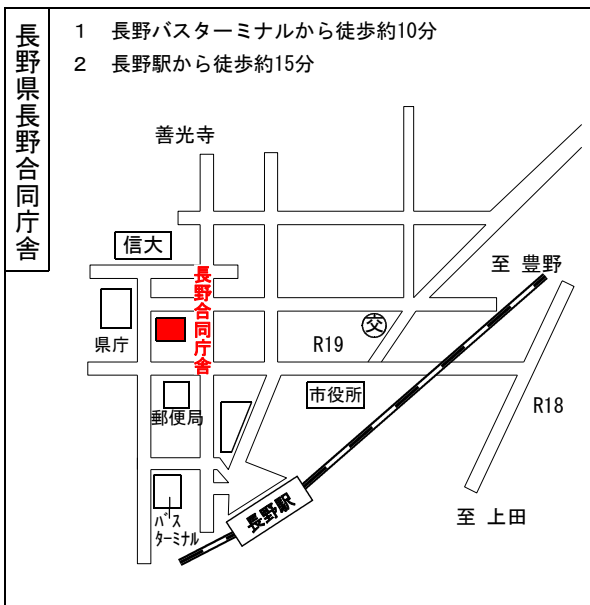 長野県長野合同庁舎
1 長野バスターミナルから徒歩約10分
2 長野駅から徒歩約15分
善光寺
信大
至 豊野
長野合同庁舎
県庁
交
R19
郵便局
市役所
R18
長野駅
バス
ターミナル
至 上田